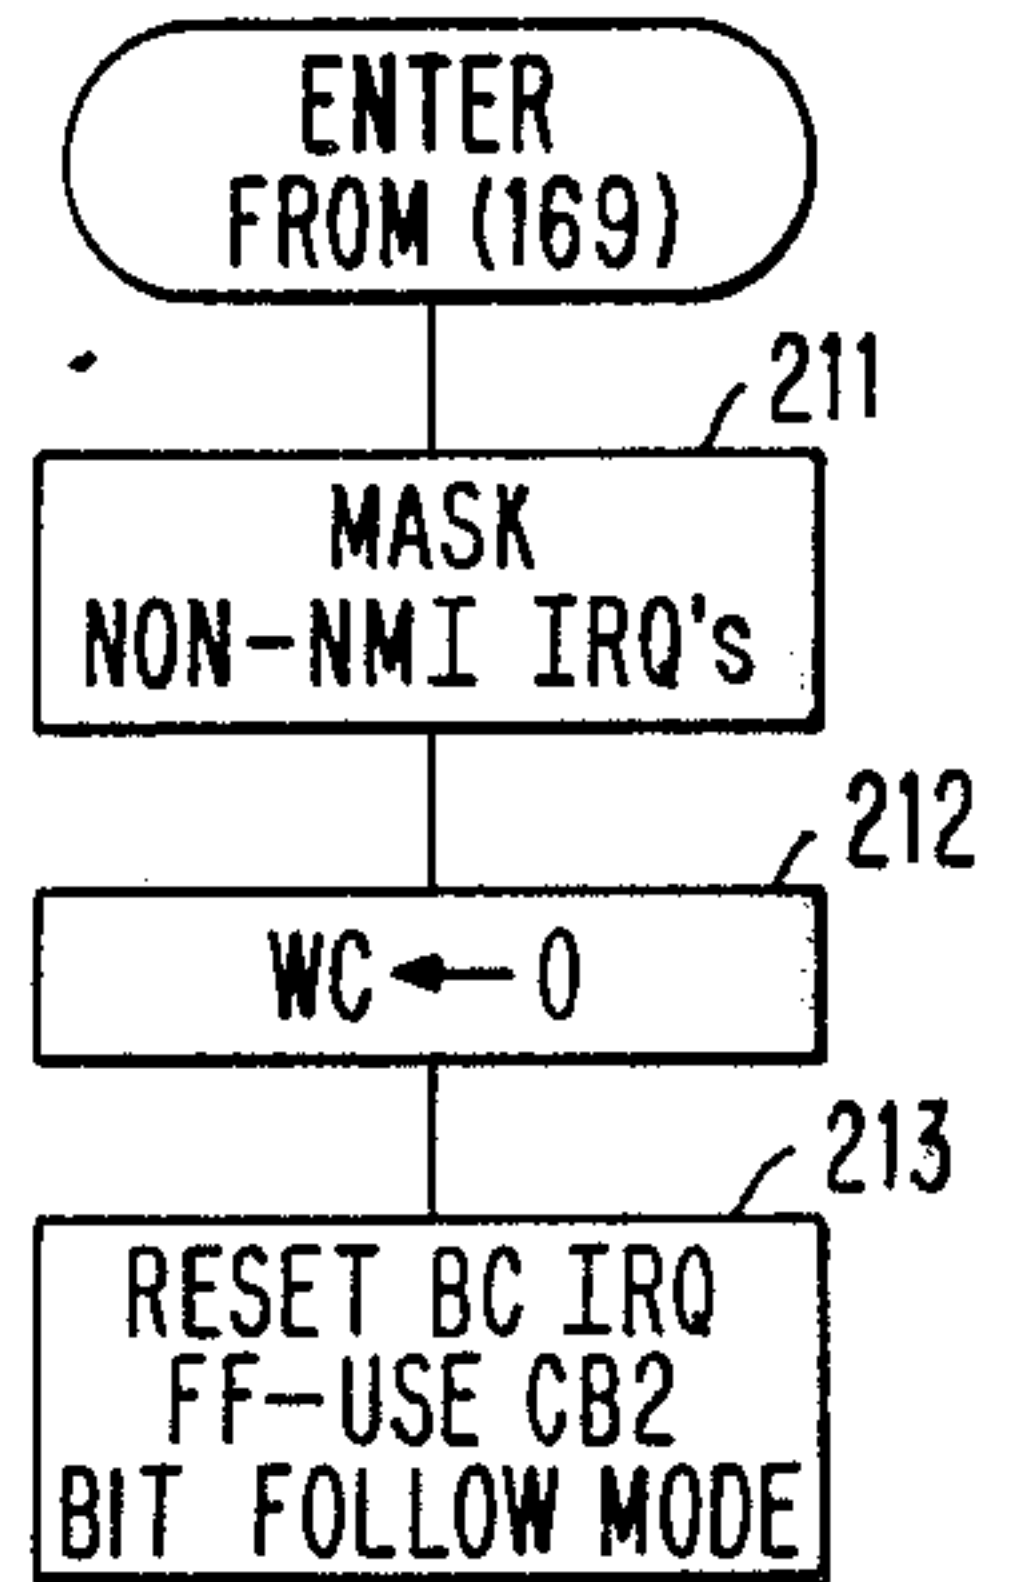 ENTER
FROM (169)
211
MASK
NON-NMI IRQ's
212
WC ← 0
213
RESET BC IRQ
FF-USE CB2
BIT FOLLOW MODE